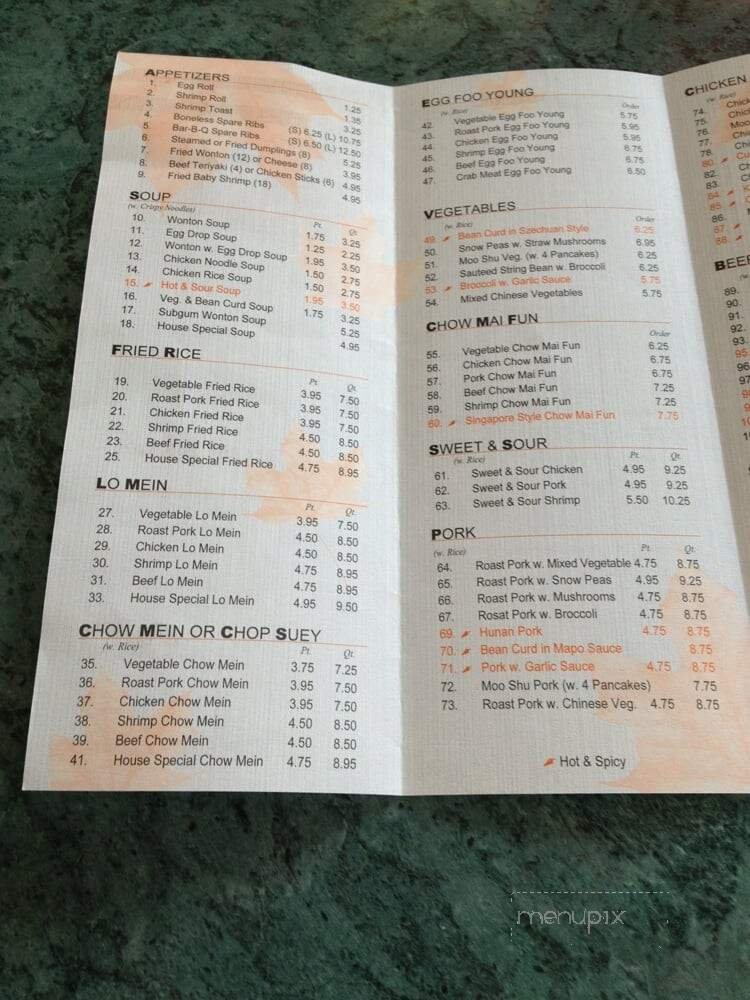 APPETIZERS
1. Egg Roll 1.25
2. Shrimp Roll 1.35
3. Shrimp Toast 3.25
4. Boneless Spare Ribs (S) 6.25 (L) 10.75
5. Bar-B-Q Spare Ribs (S) 6.50 (L) 12.50
6. Steamed or Fried Dumplings (8) 5.25
7. Fried Wonton (12) or Cheese (8) 3.95
8. Beef Teriyaki (4) or Chicken Sticks (6) 4.95
9. Fried Baby Shrimp (18) 4.95
SOUP
(w. Crispy Noodles) Pt. Qt.
10. Wonton Soup 1.75 3.25
11. Egg Drop Soup 1.25 2.25
12. Wonton w. Egg Drop Soup 1.95 3.50
13. Chicken Noodle Soup 1.50 2.75
14. Chicken Rice Soup 1.50 2.75
15. Hot & Sour Soup 1.95 3.50
16. Veg. & Bean Curd Soup 1.75 3.25
17. Subgum Wonton Soup 5.25
18. House Special Soup 4.95
FRIED RICE
Pt. Qt.
19. Vegetable Fried Rice 3.95 7.50
20. Roast Pork Fried Rice 3.95 7.50
21. Chicken Fried Rice 3.95 7.50
22. Shrimp Fried Rice 4.50 8.50
23. Beef Fried Rice 4.50 8.50
25. House Special Fried Rice 4.75 8.95
LO MEIN
Pt. Qt.
27. Vegetable Lo Mein 3.95 7.50
28. Roast Pork Lo Mein 4.50 8.50
29. Chicken Lo Mein 4.50 8.50
30. Shrimp Lo Mein 4.75 8.95
31. Beef Lo Mein 4.75 8.95
33. House Special Lo Mein 4.95 9.50
CHOW MEIN OR CHOP SUEY
(w. Rice) Pt. Qt.
35. Vegetable Chow Mein 3.75 7.25
36. Roast Pork Chow Mein 3.95 7.50
37. Chicken Chow Mein 3.95 7.50
38. Shrimp Chow Mein 4.50 8.50
39. Beef Chow Mein 4.50 8.50
41. House Special Chow Mein 4.75 8.95
EGG FOO YOUNG
(w. Rice) Order
42. Vegetable Egg Foo Young 5.75
43. Roast Pork Egg Foo Young 5.95
44. Chicken Egg Foo Young 5.95
45. Shrimp Egg Foo Young 6.75
46. Beef Egg Foo Young 6.75
47. Crab Meat Egg Foo Young 6.50
VEGETABLES
(w. Rice) Order
49. Bean Curd in Szechuan Style 6.25
50. Snow Peas w. Straw Mushrooms 6.95
51. Moo Shu Veg. (w. 4 Pancakes) 6.25
52. Sauteed String Bean w. Broccoli 6.25
53. Broccoli w. Garlic Sauce 5.75
54. Mixed Chinese Vegetables 5.75
CHOW MAI FUN
Order
55. Vegetable Chow Mai Fun 6.25
56. Chicken Chow Mai Fun 6.75
57. Pork Chow Mai Fun 6.75
58. Beef Chow Mai Fun 7.25
59. Shrimp Chow Mai Fun 7.25
60. Singapore Style Chow Mai Fun 7.75
SWEET & SOUR
(w. Rice) Pt. Qt.
61. Sweet & Sour Chicken 4.95 9.25
62. Sweet & Sour Pork 4.95 9.25
63. Sweet & Sour Shrimp 5.50 10.25
PORK
(w. Rice) Pt. Qt.
64. Roast Pork w. Mixed Vegetable 4.75 8.75
65. Roast Pork w. Snow Peas 4.95 9.25
66. Roast Pork w. Mushrooms 4.75 8.75
67. Rosat Pork w. Broccoli 4.75 8.75
69. Hunan Pork 4.75 8.75
70. Bean Curd in Mapo Sauce 8.75
71. Pork w. Garlic Sauce 4.75 8.75
72. Moo Shu Pork (w. 4 Pancakes) 7.75
73. Roast Pork w. Chinese Veg. 4.75 8.75
Hot & Spicy
CHICKEN
(w. Rice)
74.
75.
76.
77.
78.
80.
82.
83.
84.
85.
86.
87.
88.
BEEF
89.
90.
91.
92.
93.
95.
96.
97.
menupix